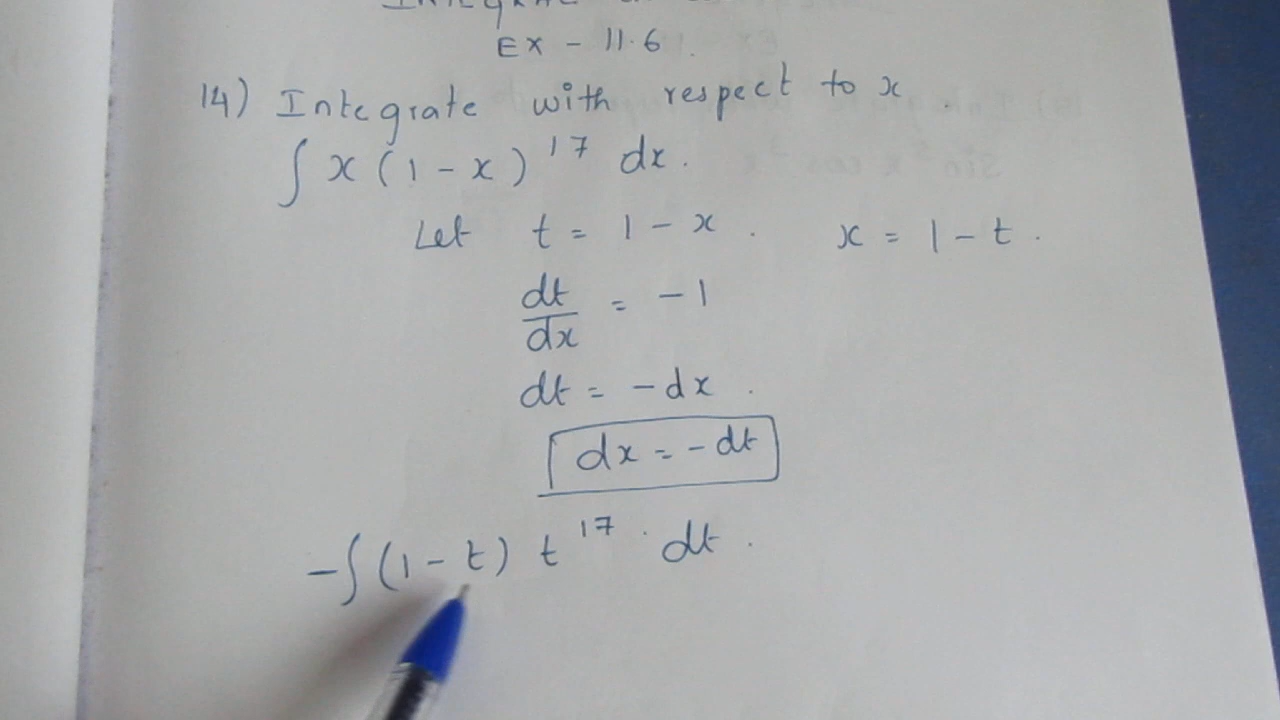 EX - 11.6
14) Integrate with respect to x.
∫ x (1 - x)^17 dx.
Let t = 1 - x. x = 1 - t.
dt/dx = -1
dt = -dx.
dx = -dt
-∫ (1 - t) t^17 . dt.